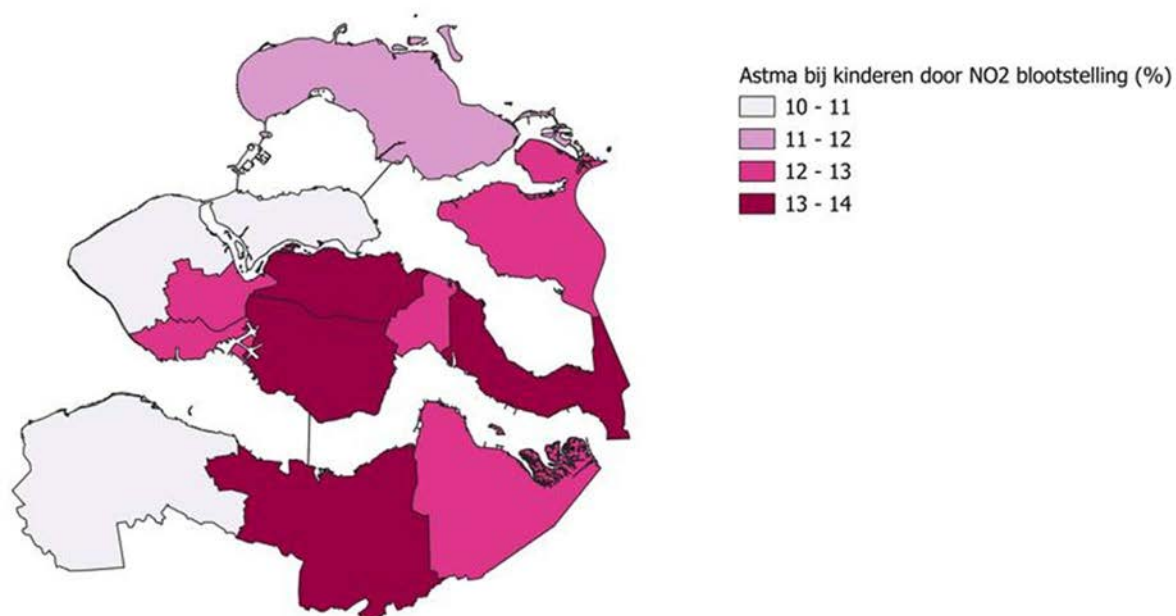 Astma bij kinderen door NO2 blootstelling (%)
10 - 11
11 - 12
12 - 13
13 - 14